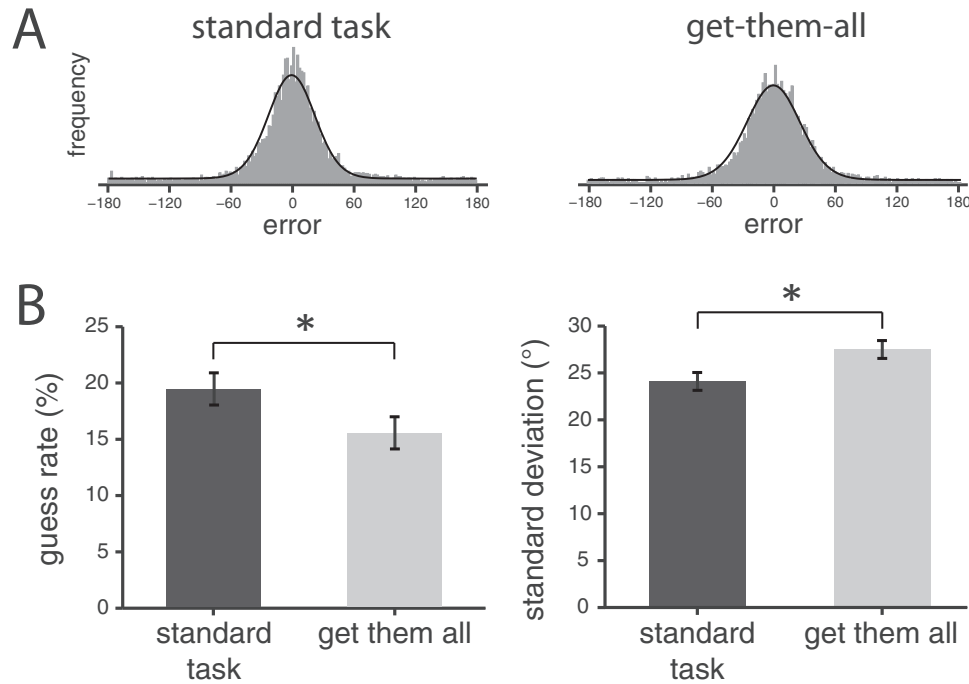 A
standard task
get-them-all
frequency
−180 −120 -60 0 60 120 180
error
−180 −120 -60 0 60 120 180
error
B
guess rate (%)
25
20
15
10
5
0
*
standard
task
get them all
standard deviation (°)
30
25
20
15
10
5
0
*
standard
task
get them all